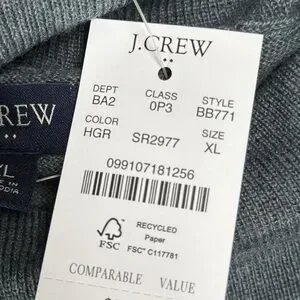 J.CREW
DEPT CLASS STYLE
BA2 0P3 BB771
COLOR SIZE
HGR SR2977 XL
099107181256
FSC
RECYCLED
Paper
FSC® C117781
COMPARABLE VALUE
REW
XL